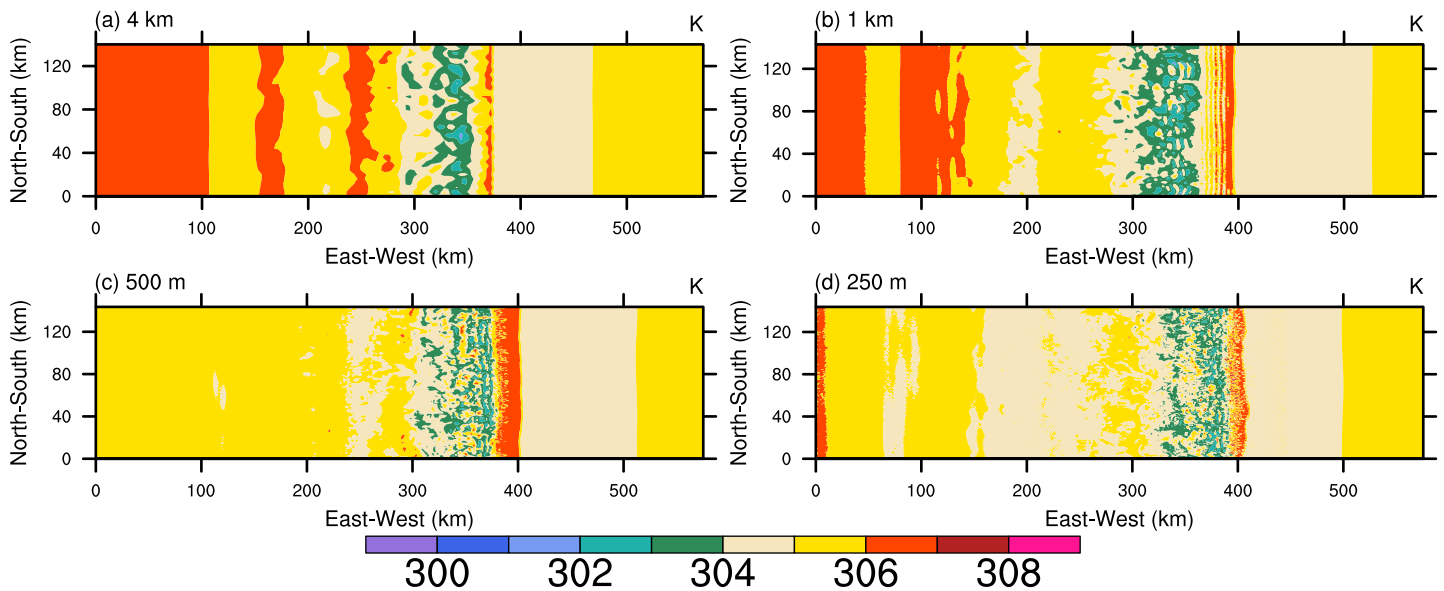 (a) 4 km K
North-South (km)
120
80
40
0
0 100 200 300 400 500
East-West (km)
(b) 1 km K
North-South (km)
120
80
40
0
0 100 200 300 400 500
East-West (km)
(c) 500 m K
North-South (km)
120
80
40
0
0 100 200 300 400 500
East-West (km)
(d) 250 m K
North-South (km)
120
80
40
0
0 100 200 300 400 500
East-West (km)
300 302 304 306 308